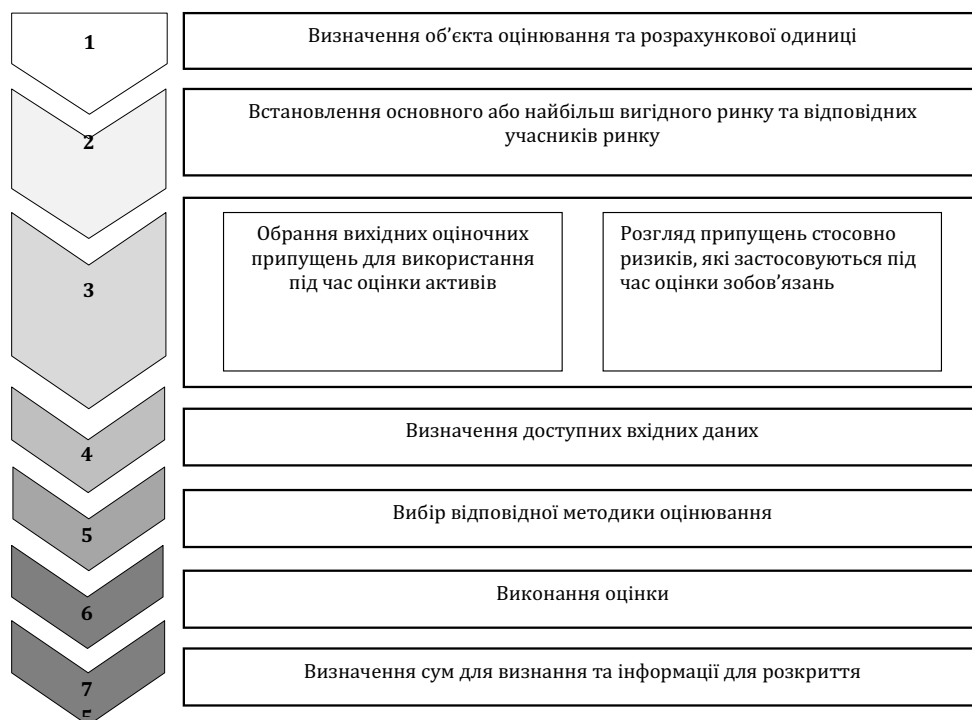 1
Визначення об’єкта оцінювання та розрахункової одиниці
2
Встановлення основного або найбільш вигідного ринку та відповідних
учасників ринку
3
Обрання вихідних оціночних
припущень для використання
під час оцінки активів
Розгляд припущень стосовно
ризиків, які застосовуються під
час оцінки зобов’язань
4
Визначення доступних вхідних даних
5
Вибір відповідної методики оцінювання
6
Виконання оцінки
7
Визначення сум для визнання та інформації для розкриття